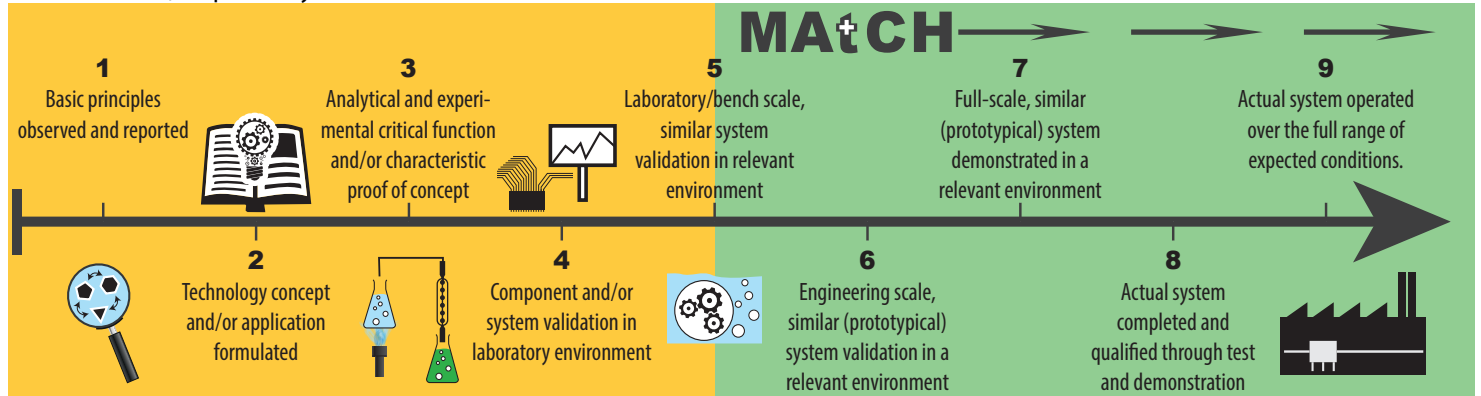 MAtCH
1
Basic principles
observed and reported
3
Analytical and experi-
mental critical function
and/or characteristic
proof of concept
5
Laboratory/bench scale,
similar system
validation in relevant
environment
7
Full-scale, similar
(prototypical) system
demonstrated in a
relevant environment
9
Actual system operated
over the full range of
expected conditions.
2
Technology concept
and/or application
formulated
4
Component and/or
system validation in
laboratory environment
6
Engineering scale,
similar (prototypical)
system validation in a
relevant environment
8
Actual system
completed and
qualified through test
and demonstration